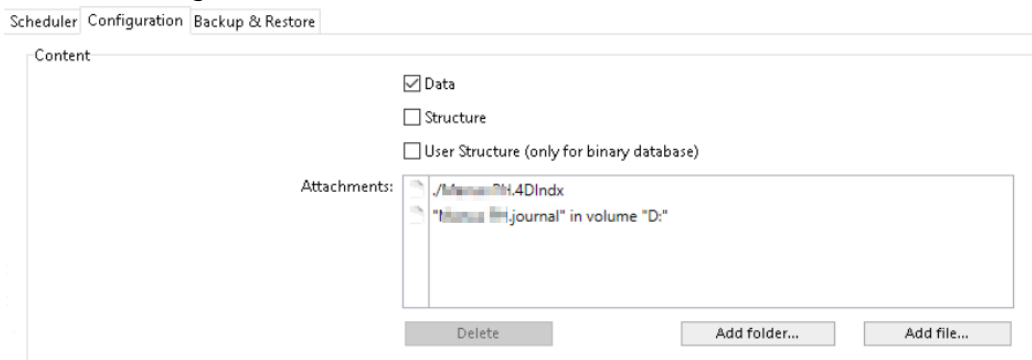 Scheduler Configuration Backup & Restore
Content
Data
Structure
User Structure (only for binary database)
Attachments:
./ .4DIndx
" .journal" in volume "D:"
Delete Add folder... Add file...